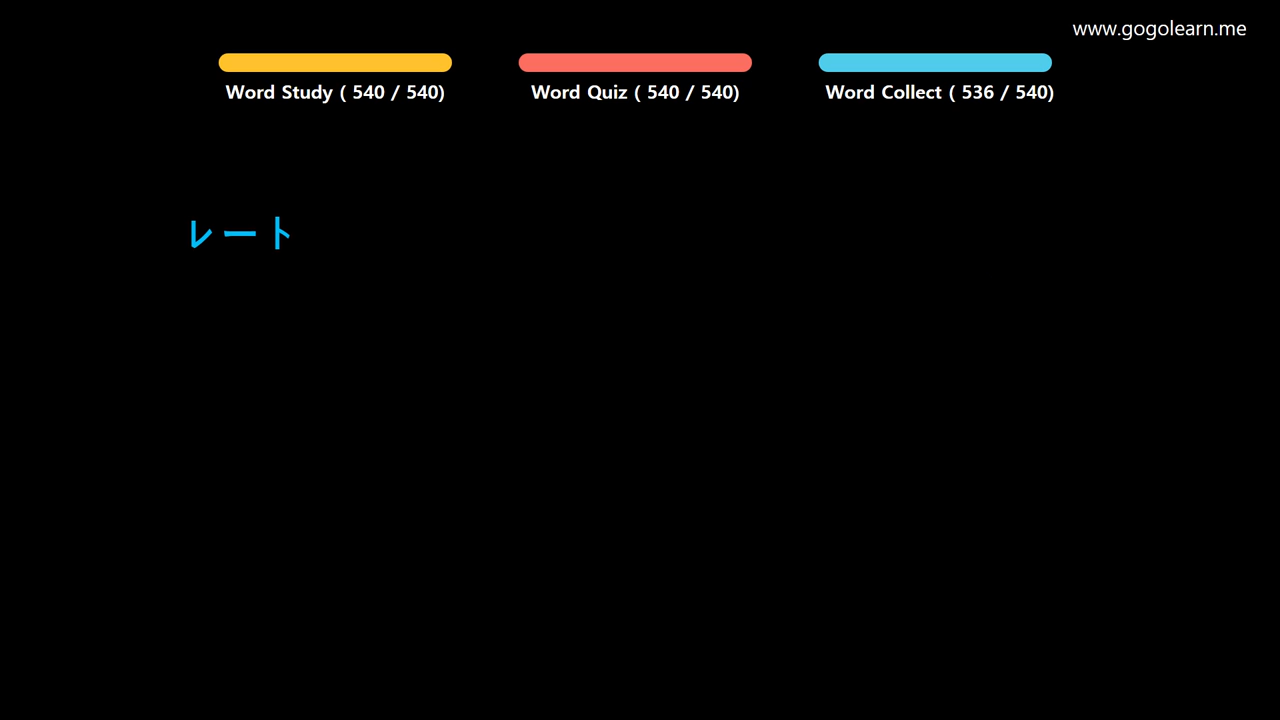 www.gogolearn.me
Word Study ( 540 / 540)
Word Quiz ( 540 / 540)
Word Collect ( 536 / 540)
レート